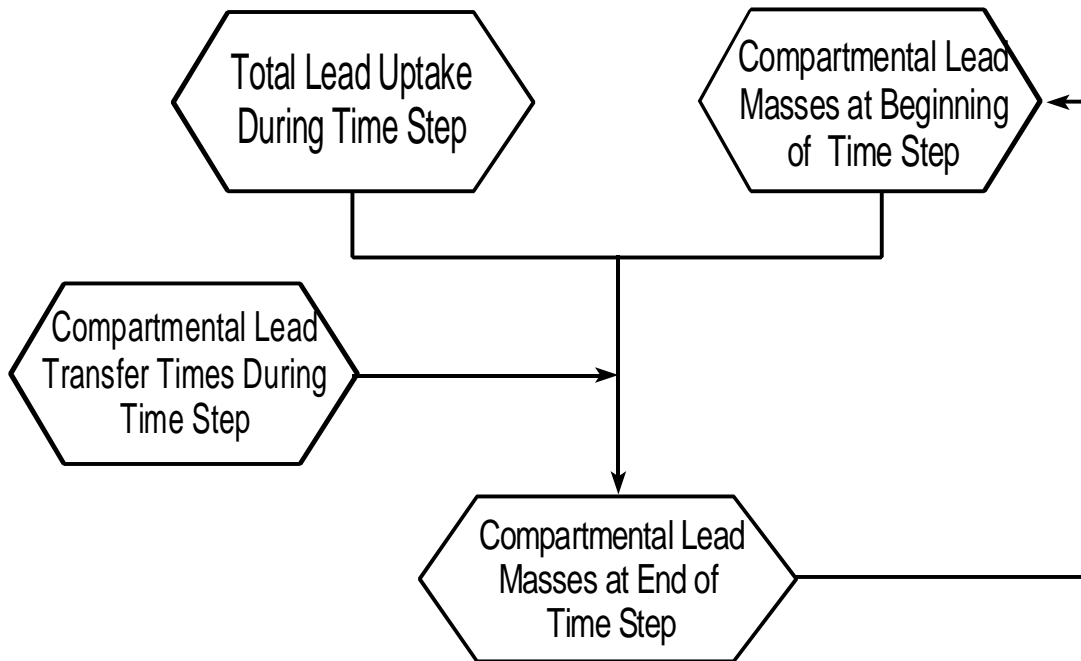 Total Lead Uptake
During Time Step
Compartmental Lead
Masses at Beginning
of Time Step
Compartmental Lead
Transfer Times During
Time Step
Compartmental Lead
Masses at End of
Time Step